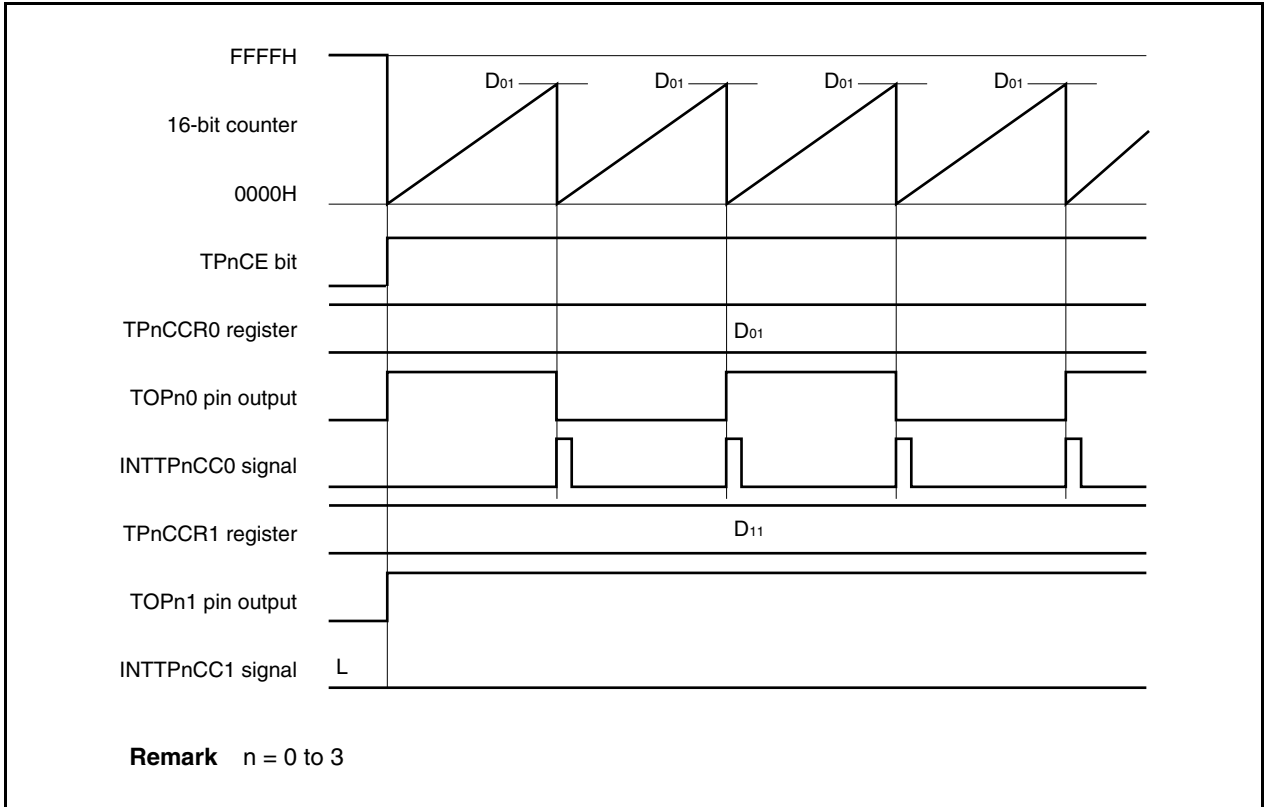 FFFFH
D01 D01 D01 D01
16-bit counter
0000H
TPnCE bit
TPnCCR0 register D01
TOPn0 pin output
INTTPnCC0 signal
TPnCCR1 register D11
TOPn1 pin output
INTTPnCC1 signal L
Remark n = 0 to 3